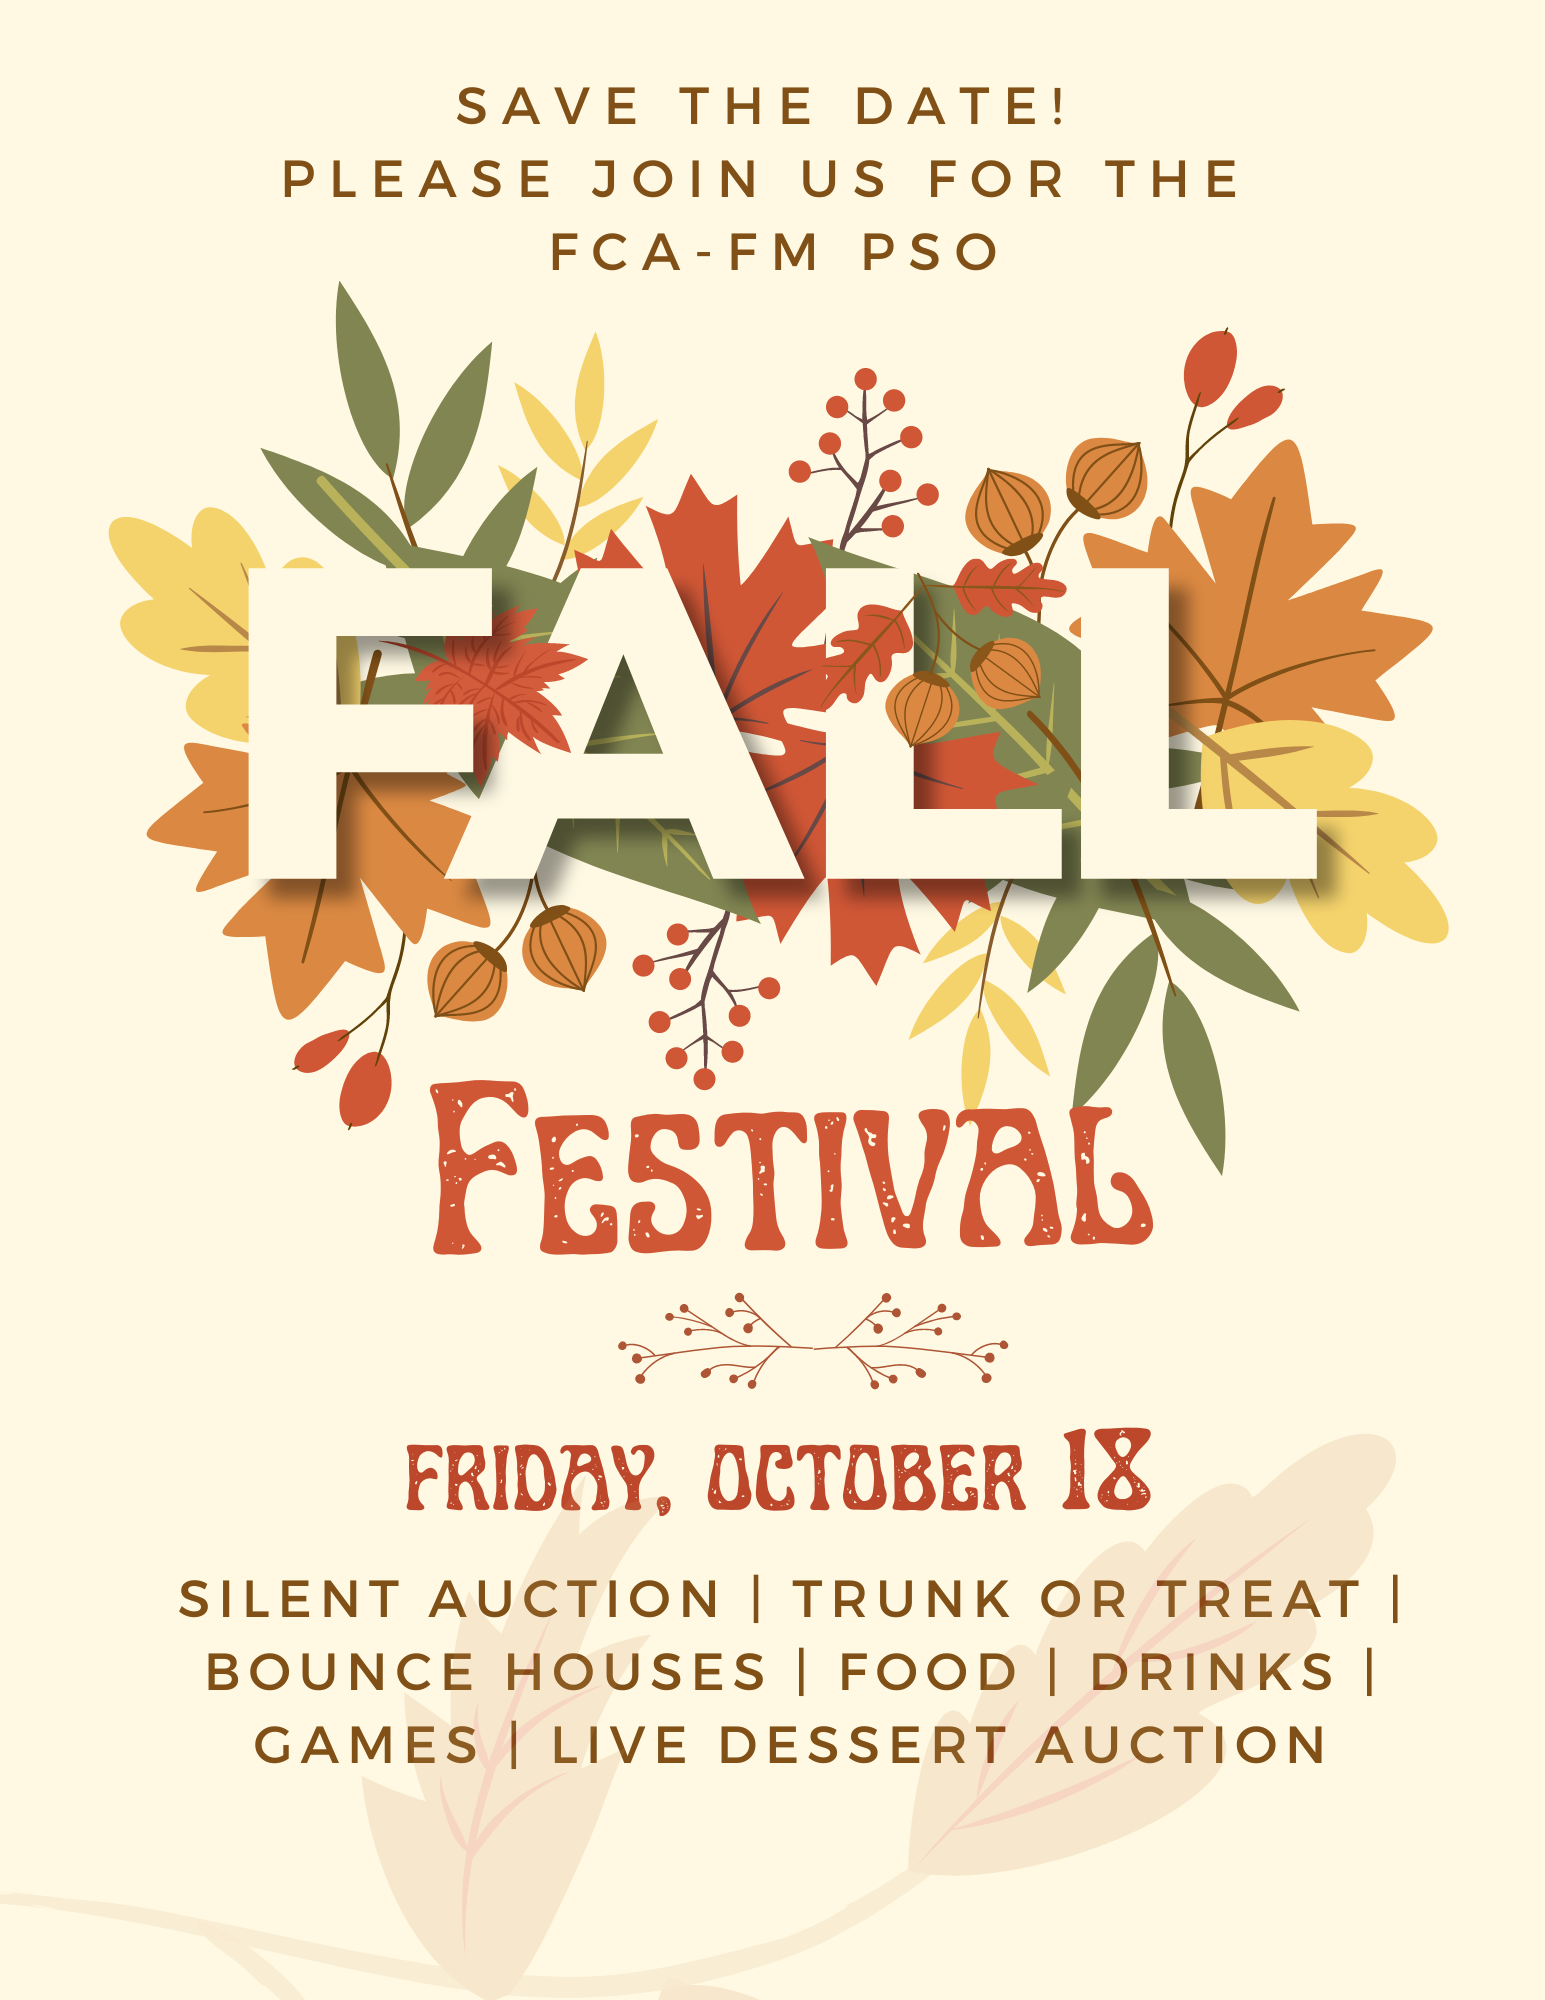 SAVE THE DATE!
PLEASE JOIN US FOR THE
FCA-FM PSO
FALL
FESTIVAL
FRIDAY, OCTOBER 18
SILENT AUCTION | TRUNK OR TREAT |
BOUNCE HOUSES | FOOD | DRINKS |
GAMES | LIVE DESSERT AUCTION